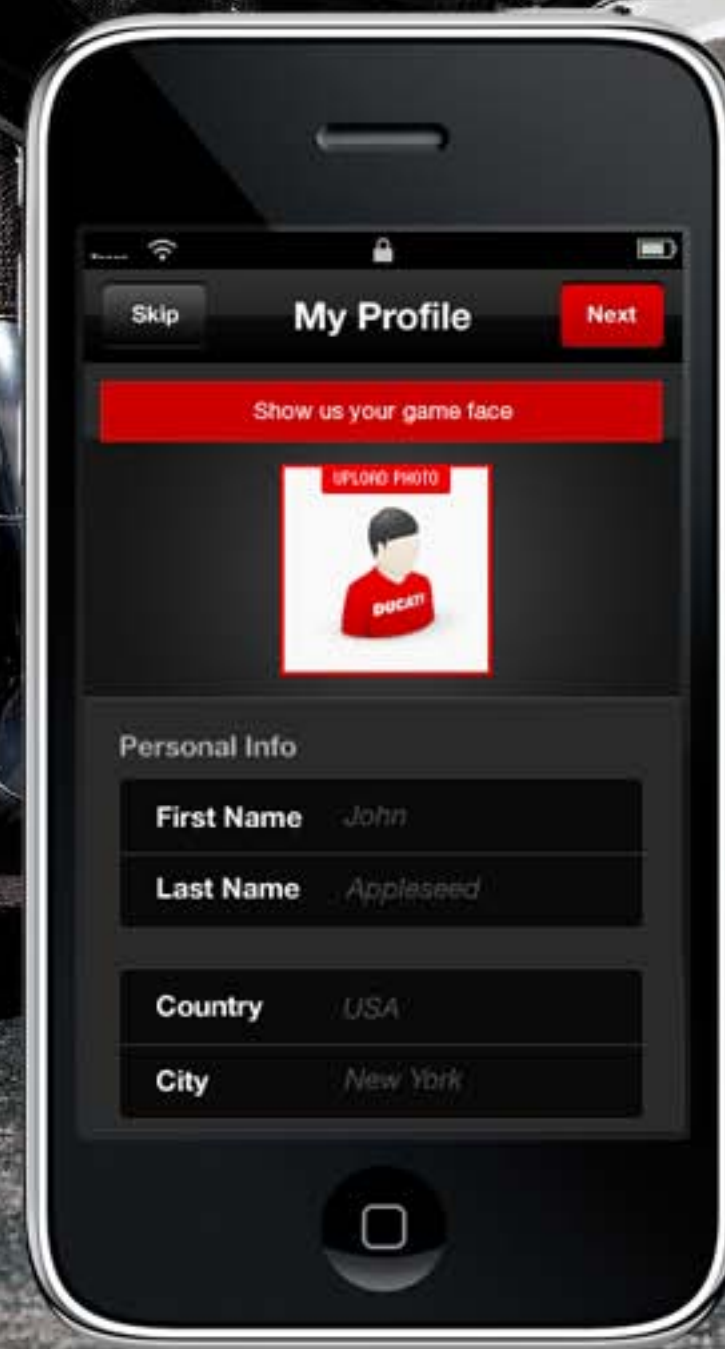 Skip My Profile Next
Show us your game face
UPLOAD PHOTO
DUCATI
Personal Info
First Name John
Last Name Appleseed
Country USA
City New York